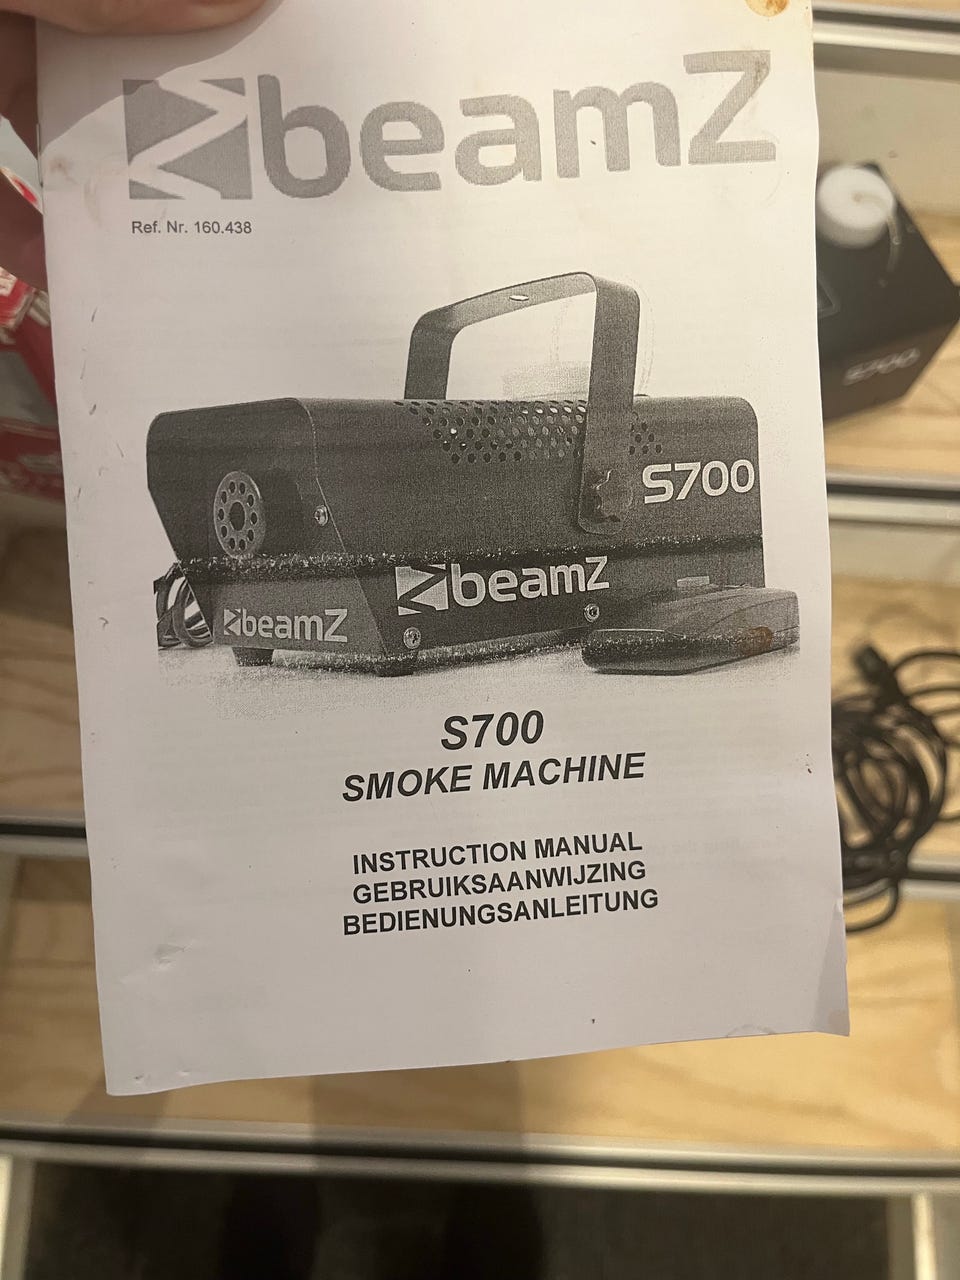 beamZ
Ref. Nr. 160.438
S700
beamZ
beamZ
S700
SMOKE MACHINE
INSTRUCTION MANUAL
GEBRUIKSAANWIJZING
BEDIENUNGSANLEITUNG
S700